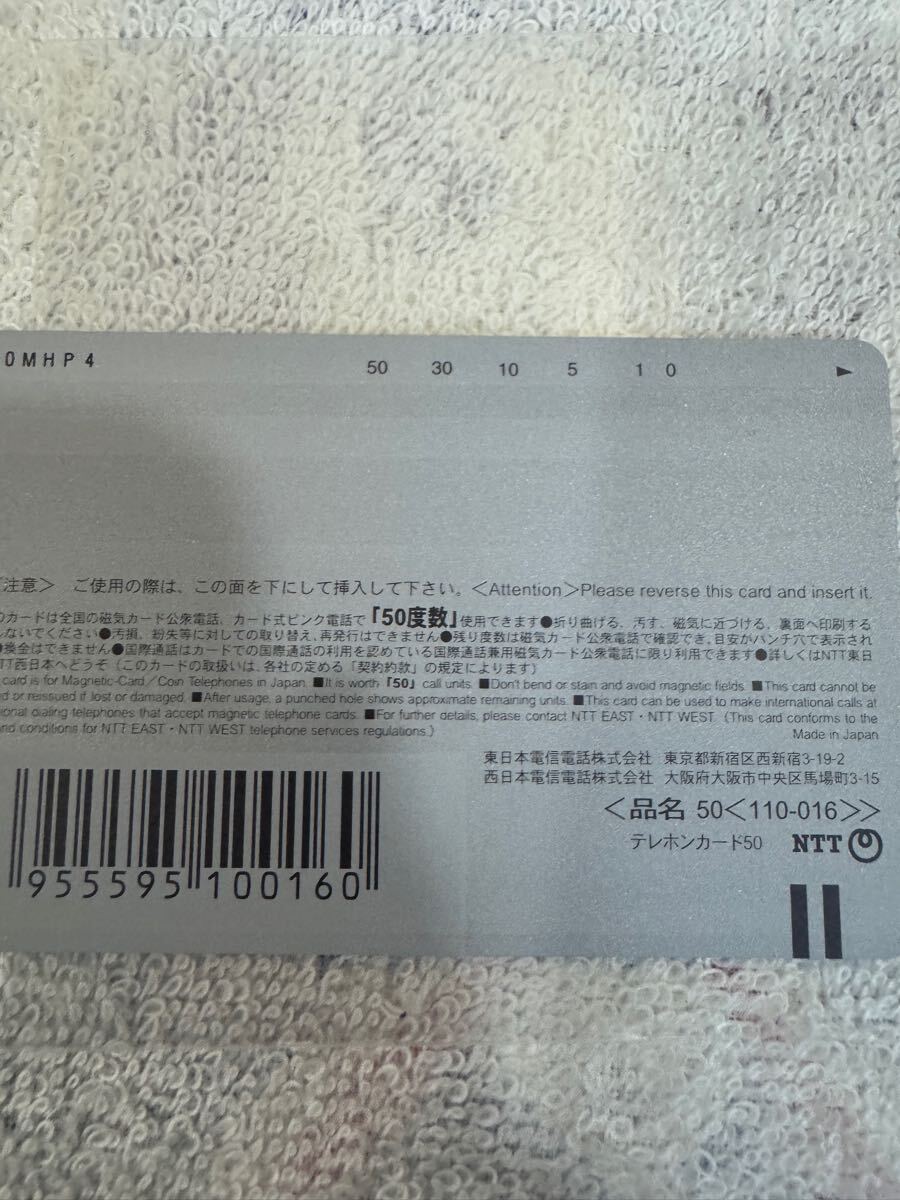 0MHP4
50 30 10 5 1 0 ►
注意＞ ご使用の際は、この面を下にして挿入して下さい。＜Attention＞Please reverse this card and insert it.
のカードは全国の磁気カード公衆電話、カード式ピンク電話で「50度数」使用できます●折り曲げる、汚す、磁気に近づける、裏面へ印刷する
しないでください●汚損、紛失等に対しての取り替え、再発行はできません●残り度数は磁気カード公衆電話で確認でき、目安がパンチ穴で表示され
●換金はできません●国際通話はカードでの国際通話の利用を認めている国際通話兼用磁気カード公衆電話に限り利用できます●詳しくはNTT東日
TT西日本へどうぞ（このカードの取扱いは、各社の定める「契約約款」の規定によります）
card is for Magnetic-Card／Coin Telephones in Japan. ■It is worth「50」call units. ■Don't bend or stain and avoid magnetic fields. ■This card cannot be
ed or reissued if lost or damaged. ■After usage, a punched hole shows approximate remaining units. ■This card can be used to make international calls at
ional dialing telephones that accept magnetic telephone cards. ■For further details, please contact NTT EAST・NTT WEST.（This card conforms to the
nd conditions for NTT EAST・NTT WEST telephone services regulations.）
Made in Japan
東日本電信電話株式会社 東京都新宿区西新宿3-19-2
西日本電信電話株式会社 大阪府大阪市中央区馬場町3-15
＜品名 50＜110-016＞＞
テレホンカード50 NTT
955595 100160